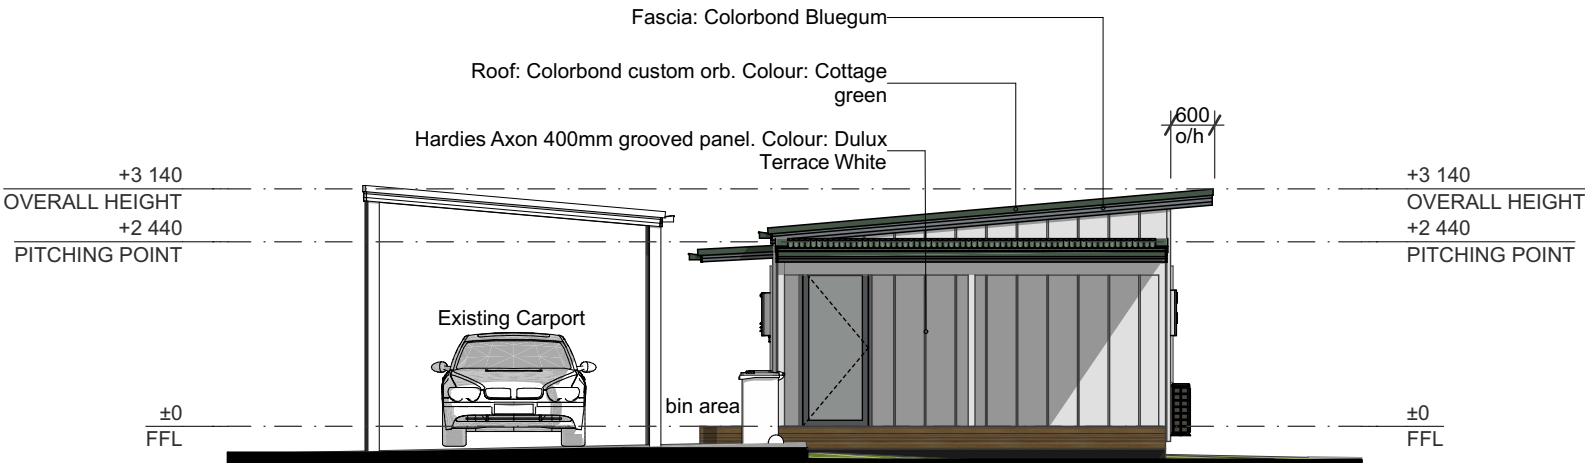 Fascia: Colorbond Bluegum
Roof: Colorbond custom orb. Colour: Cottage
green
Hardies Axon 400mm grooved panel. Colour: Dulux
Terrace White
600
o/h
+3 140
OVERALL HEIGHT
+2 440
PITCHING POINT
+3 140
OVERALL HEIGHT
+2 440
PITCHING POINT
Existing Carport
bin area
±0
FFL
±0
FFL